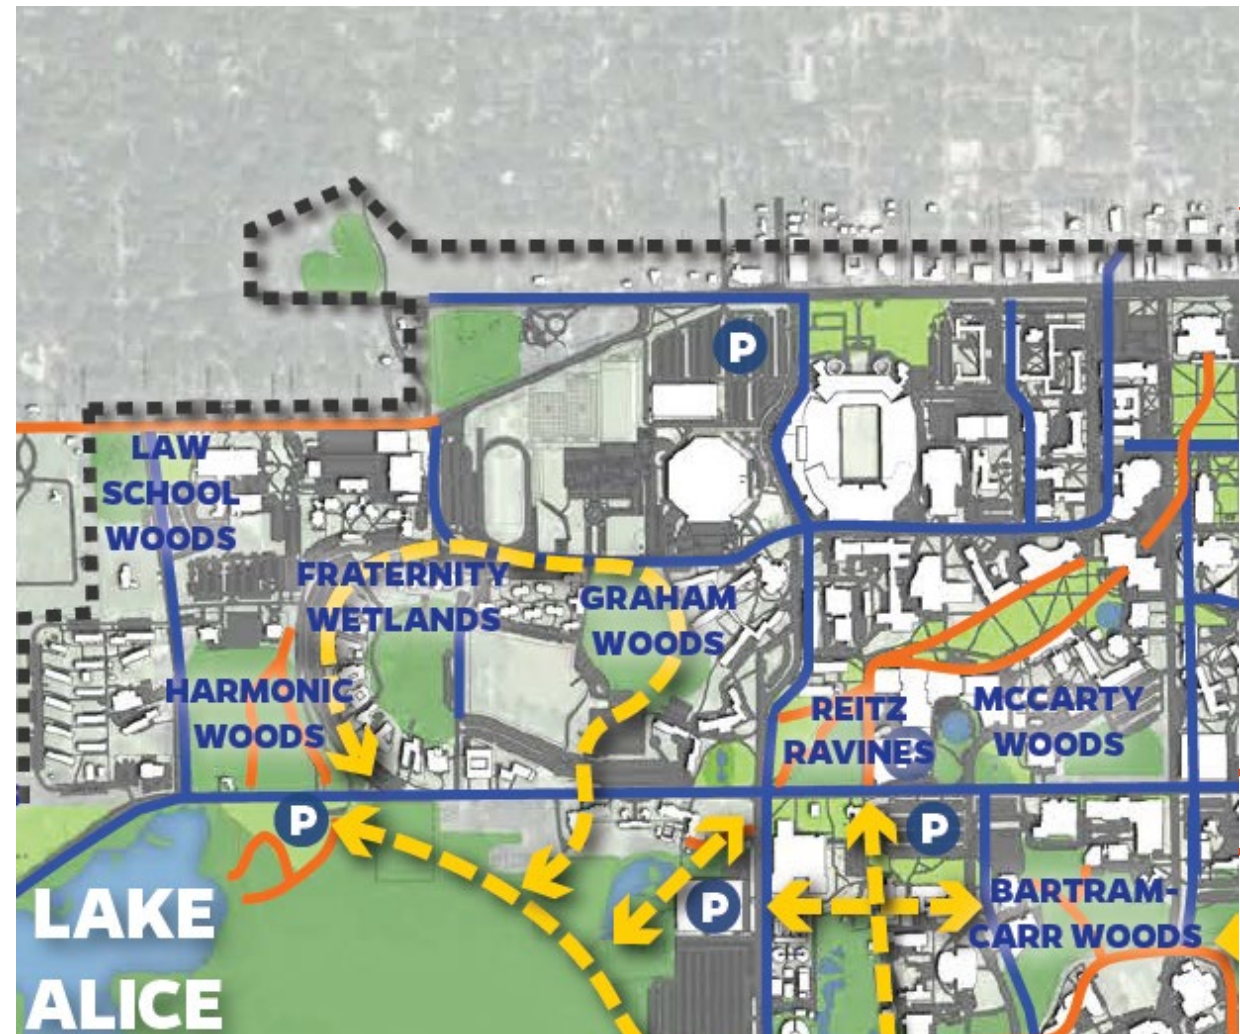 P
LAW
SCHOOL
WOODS
FRATERNITY
WETLANDS
GRAHAM
WOODS
HARMONIC
WOODS
REITZ
RAVINES
MCCARTY
WOODS
P
P
P
BARTRAM-
CARR WOODS
LAKE
ALICE